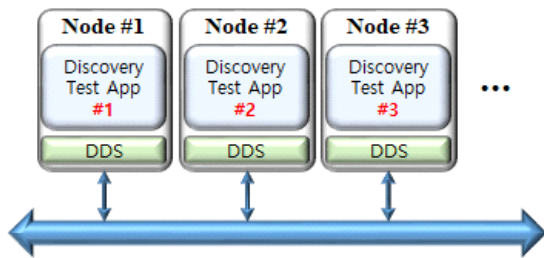 Node #1
Discovery
Test App
#1
DDS
Node #2
Discovery
Test App
#2
DDS
Node #3
Discovery
Test App
#3
DDS
...